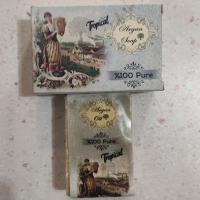 Tropical
Argan
Soap
%100 Pure
Argan
Oil
%100 Pure
Tropical